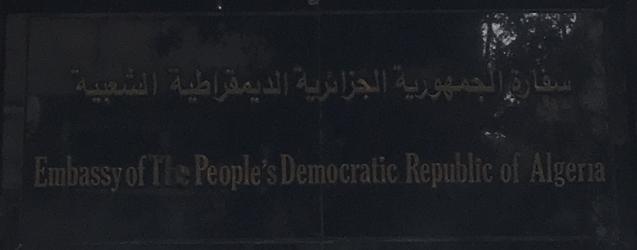 سفارة الجمهورية الجزائرية الديمقراطية الشعبية
Embassy of The People's Democratic Republic of Algeria